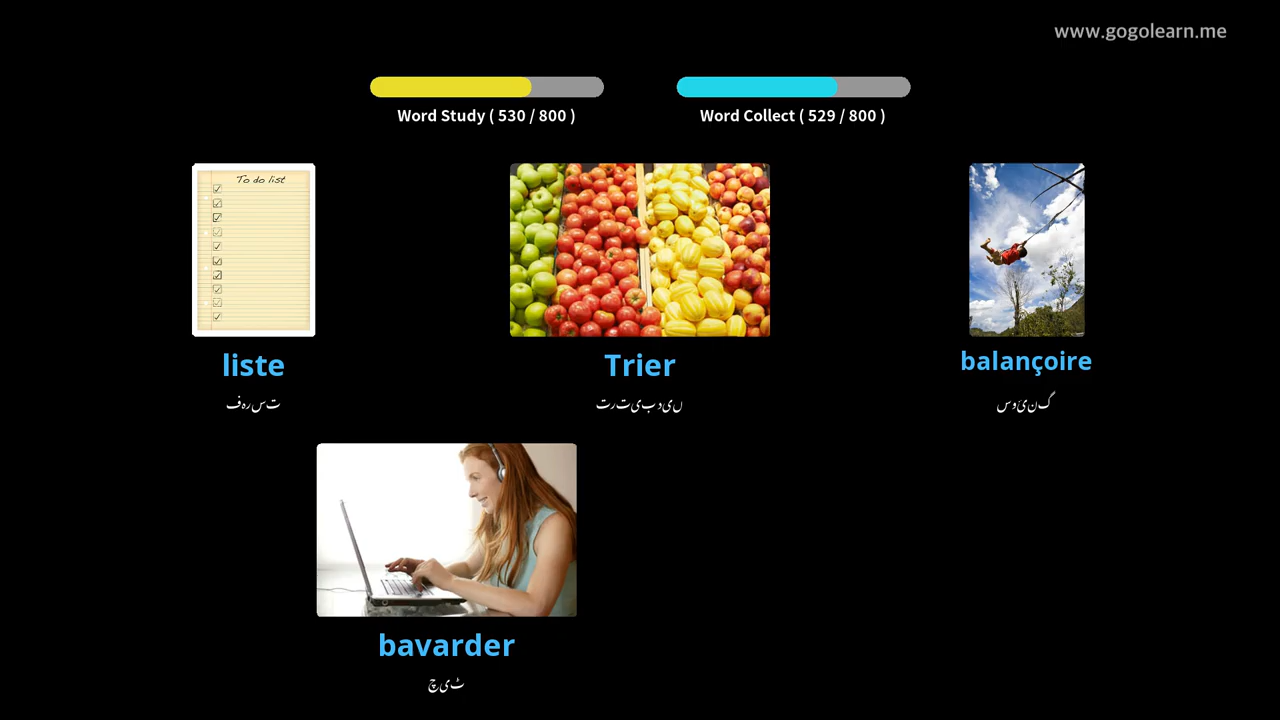 www.gogolearn.me
Word Study ( 530 / 800 )
Word Collect ( 529 / 800 )
To do list
liste
Trier
balançoire
فہرست
ترتیب دیں
سوئنگ
bavarder
چیٹ